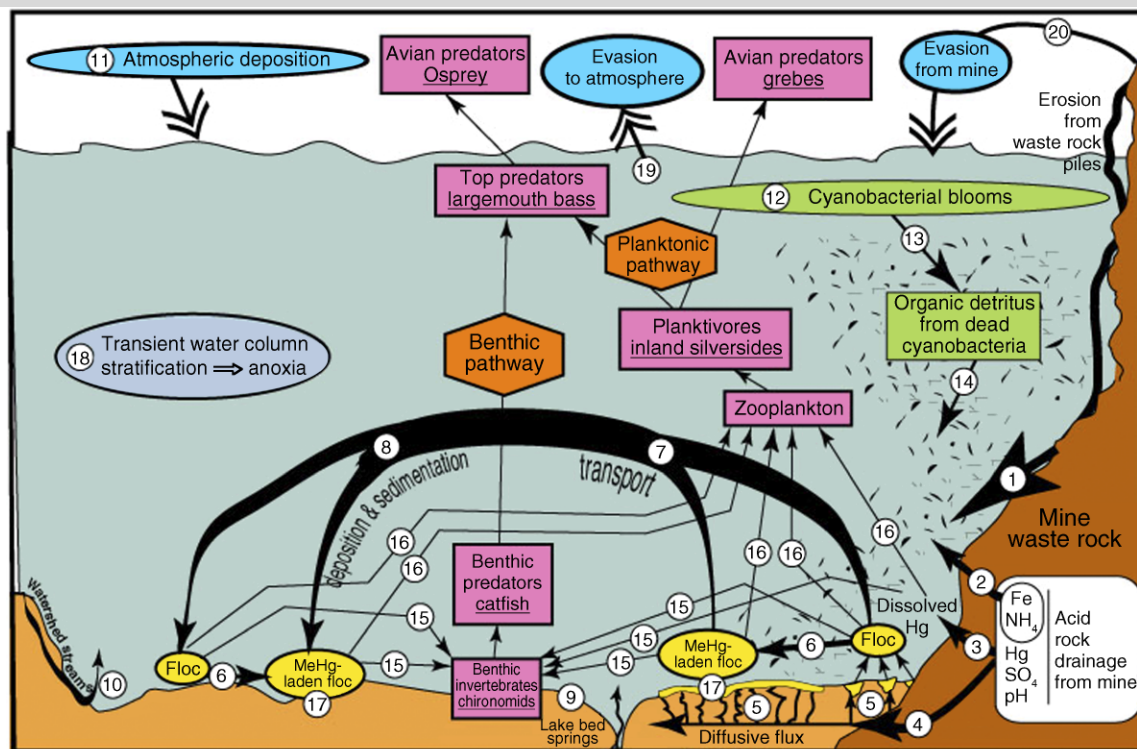 20
11 Atmospheric deposition
Avian predators
Osprey
Evasion
to atmosphere
Avian predators
grebes
Evasion
from mine
Erosion
from
waste rock
piles
19
Top predators
largemouth bass
12 Cyanobacterial blooms
13
Planktonic
pathway
Organic detritus
from dead
cyanobacteria
14
18 Transient water column
stratification ⇒ anoxia
Benthic
pathway
Planktivores
inland silversides
Zooplankton
8
7
deposition & sedimentation
transport
1
Mine
waste rock
16
16
16
16
16
Benthic
predators
catfish
2
Fe
NH4
Hg
SO4
pH
Acid
rock
drainage
from mine
3
4
Dissolved
Hg
Watershed streams
10
15
15
15
15
15
Floc
6
MeHg-
laden floc
17
Benthic
invertebrates
chironomids
9
Lake bed
springs
MeHg-
laden floc
17
6
Floc
5
5
Diffusive flux